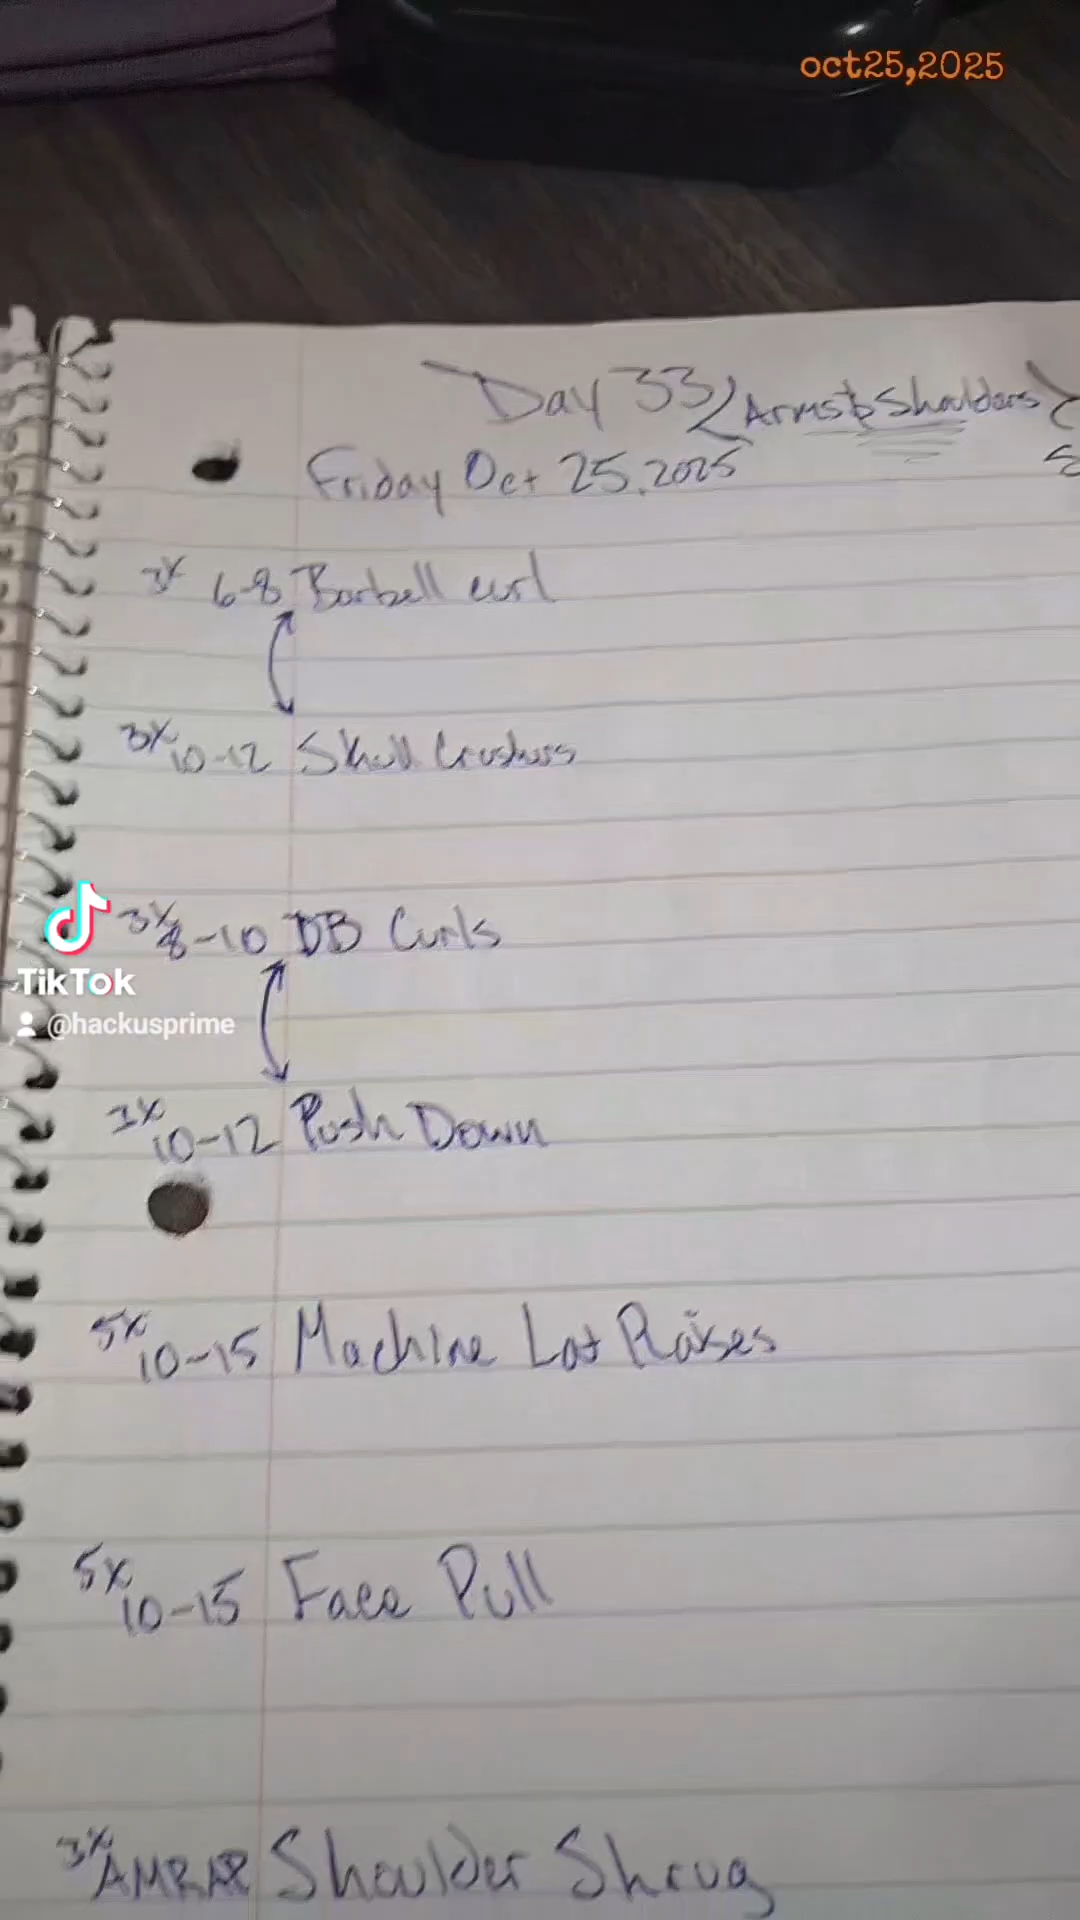 oct25,2025
Day 33 (Arms & Shoulders)
Friday Oct 25, 2025
3x 6-8 Barbell curl
3x 10-12 Skull Crushers
3x 8-10 DB Curls
TikTok
@hackusprime
3x 10-12 Push Down
5x 10-15 Machine Lat Raises
5x 10-15 Face Pull
3x AMRAP Shoulder Shrug